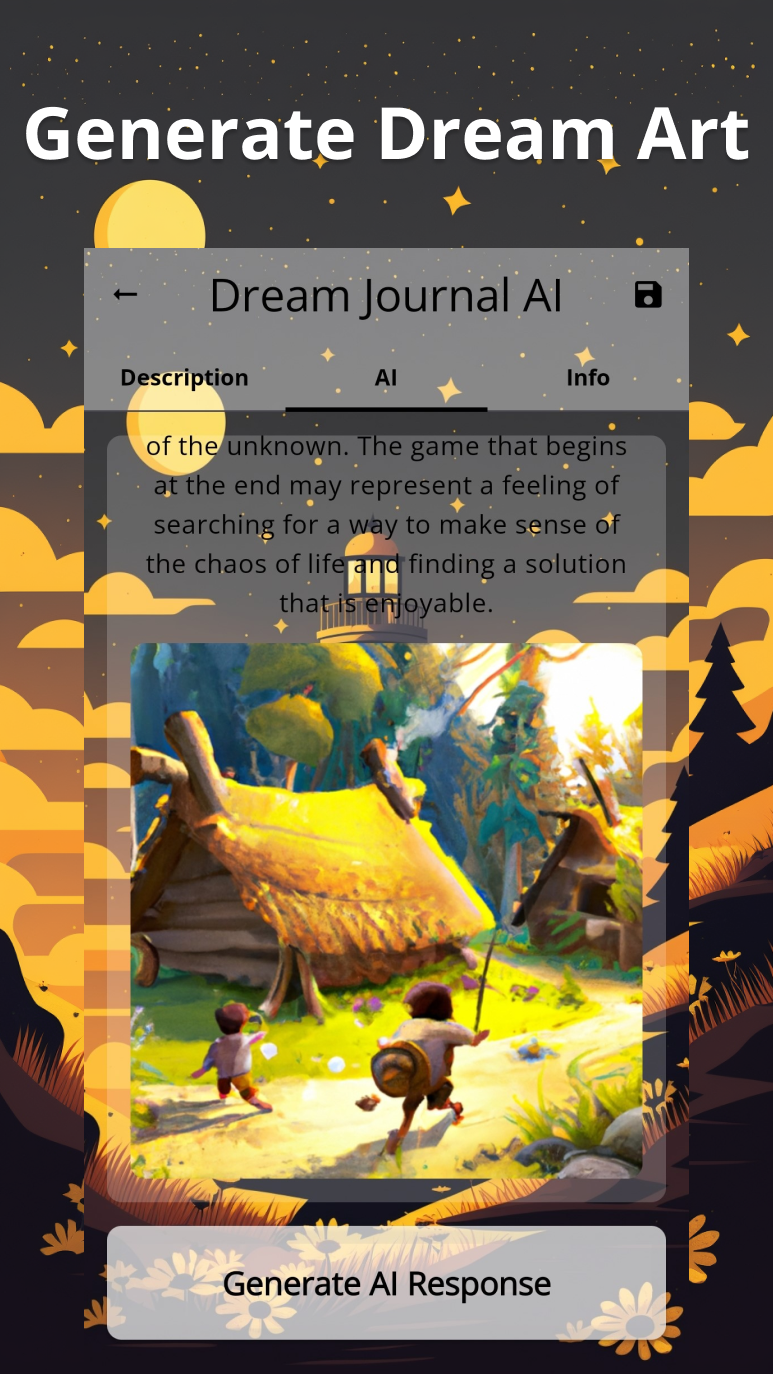 Generate Dream Art
Dream Journal AI
Description AI Info
of the unknown. The game that begins
at the end may represent a feeling of
searching for a way to make sense of
the chaos of life and finding a solution
that is enjoyable.
Generate AI Response